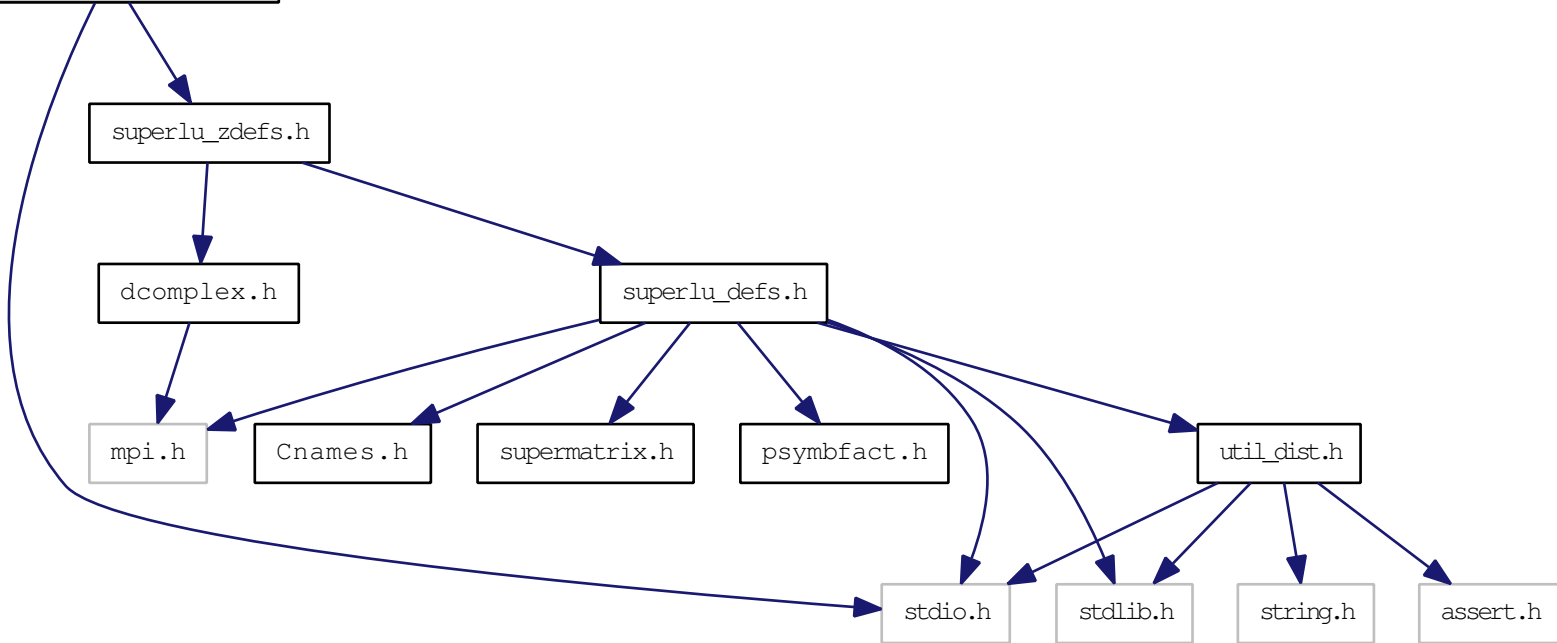 superlu_zdefs.h
dcomplex.h
superlu_defs.h
mpi.h
Cnames.h
supermatrix.h
psymbfact.h
util_dist.h
stdio.h
stdlib.h
string.h
assert.h